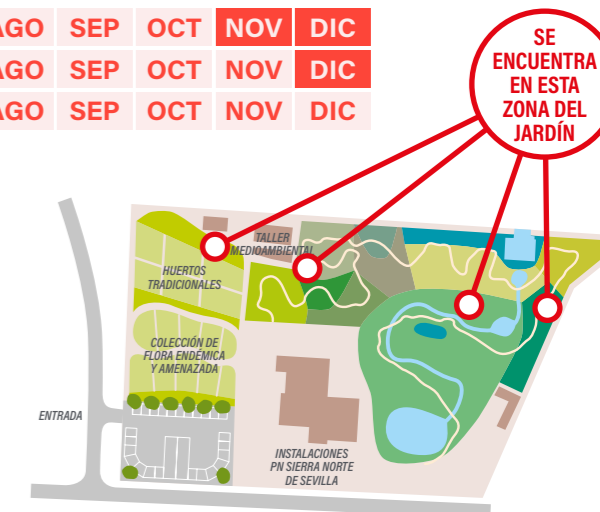 AGO SEP OCT NOV DIC
AGO SEP OCT NOV DIC
AGO SEP OCT NOV DIC
SE
ENCUENTRA
EN ESTA
ZONA DEL
JARDÍN
TALLER
MEDIOAMBIENTAL
HUERTOS
TRADICIONALES
COLECCIÓN DE
FLORA ENDÉMICA
Y AMENAZADA
ENTRADA
INSTALACIONES
PN SIERRA NORTE
DE SEVILLA